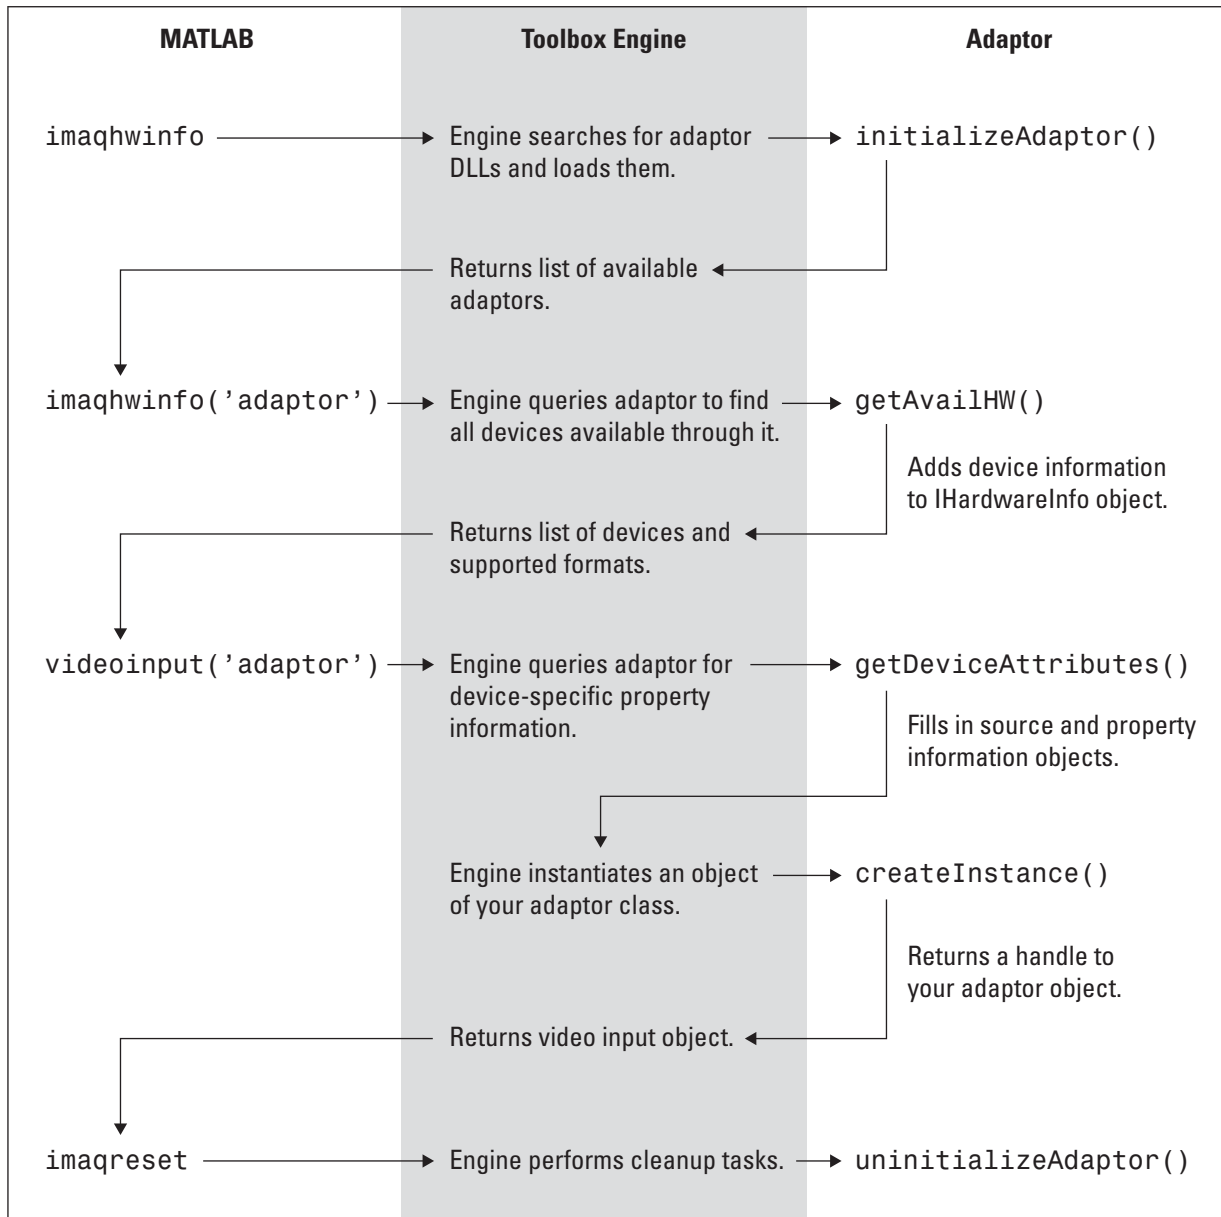 MATLAB
Toolbox Engine
Adaptor
imaqhwinfo
Engine searches for adaptor
DLLs and loads them.
initializeAdaptor()
Returns list of available
adaptors.
imaqhwinfo('adaptor')
Engine queries adaptor to find
all devices available through it.
getAvailHW()
Adds device information
to IHardwareInfo object.
Returns list of devices and
supported formats.
videoinput('adaptor')
Engine queries adaptor for
device-specific property
information.
getDeviceAttributes()
Fills in source and property
information objects.
Engine instantiates an object
of your adaptor class.
createInstance()
Returns a handle to
your adaptor object.
Returns video input object.
imaqreset
Engine performs cleanup tasks.
uninitializeAdaptor()